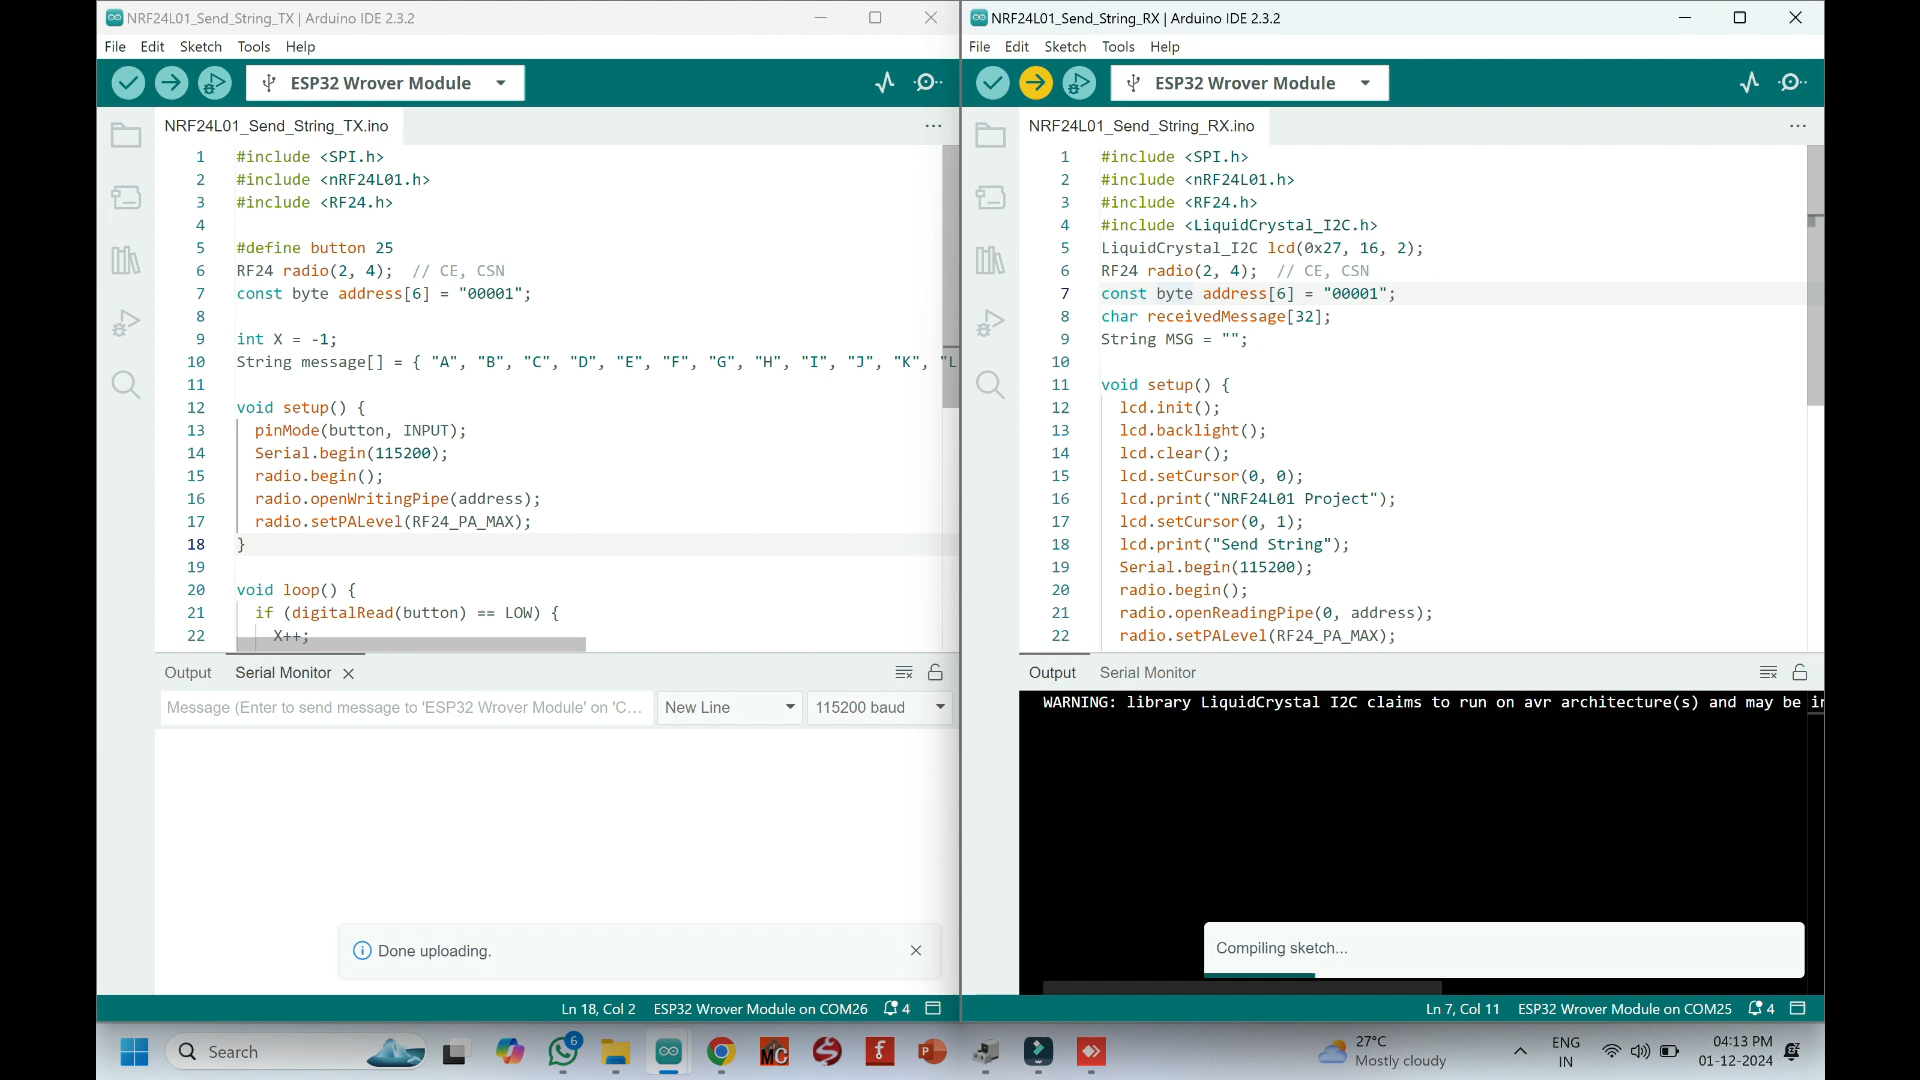 NRF24L01_Send_String_TX | Arduino IDE 2.3.2
File Edit Sketch Tools Help
ESP32 Wrover Module
NRF24L01_Send_String_TX.ino
1 #include <SPI.h>
2 #include <nRF24L01.h>
3 #include <RF24.h>
4
5 #define button 25
6 RF24 radio(2, 4);  // CE, CSN
7 const byte address[6] = "00001";
8
9 int X = -1;
10 String message[] = { "A", "B", "C", "D", "E", "F", "G", "H", "I", "J", "K", "L
11
12 void setup() {
13 pinMode(button, INPUT);
14 Serial.begin(115200);
15 radio.begin();
16 radio.openWritingPipe(address);
17 radio.setPALevel(RF24_PA_MAX);
18 }
19
20 void loop() {
21 if (digitalRead(button) == LOW) {
22 X++;
Output Serial Monitor
Message (Enter to send message to 'ESP32 Wrover Module' on 'C... New Line 115200 baud
Done uploading.
Ln 18, Col 2 ESP32 Wrover Module on COM26 4
NRF24L01_Send_String_RX | Arduino IDE 2.3.2
File Edit Sketch Tools Help
ESP32 Wrover Module
NRF24L01_Send_String_RX.ino
1 #include <SPI.h>
2 #include <nRF24L01.h>
3 #include <RF24.h>
4 #include <LiquidCrystal_I2C.h>
5 LiquidCrystal_I2C lcd(0x27, 16, 2);
6 RF24 radio(2, 4);  // CE, CSN
7 const byte address[6] = "00001";
8 char receivedMessage[32];
9 String MSG = "";
10
11 void setup() {
12 lcd.init();
13 lcd.backlight();
14 lcd.clear();
15 lcd.setCursor(0, 0);
16 lcd.print("NRF24L01 Project");
17 lcd.setCursor(0, 1);
18 lcd.print("Send String");
19 Serial.begin(115200);
20 radio.begin();
21 radio.openReadingPipe(0, address);
22 radio.setPALevel(RF24_PA_MAX);
Output Serial Monitor
WARNING: library LiquidCrystal I2C claims to run on avr architecture(s) and may be in
Compiling sketch...
Ln 7, Col 11 ESP32 Wrover Module on COM25 4
Search
6
MC
f
P
27°C
Mostly cloudy
ENG
IN
04:13 PM
01-12-2024